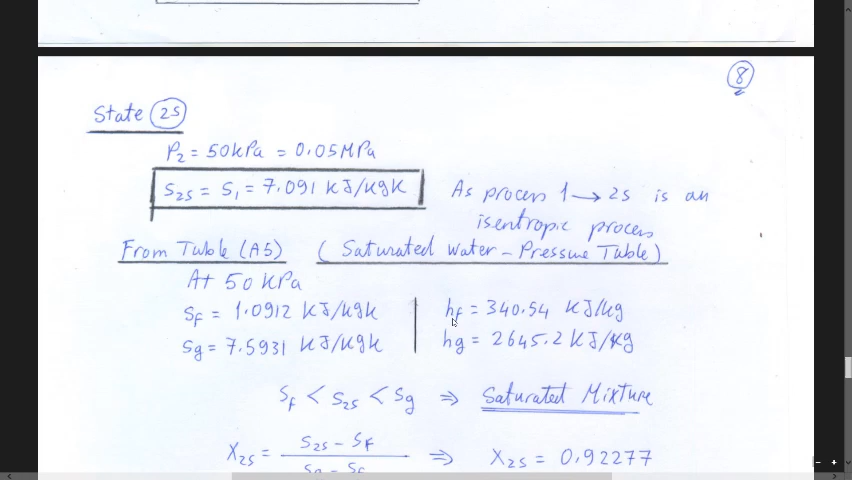 8
State 2s
P2 = 50kPa = 0.05MPa
S2s = S1 = 7.091 KJ/KgK
As process 1 → 2s is an
isentropic process
From Table (A5) (Saturated water - Pressure Table)
At 50 KPa
Sf = 1.0912 KJ/KgK
hf = 340.54 KJ/kg
Sg = 7.5931 KJ/KgK
hg = 2645.2 KJ/Kg
Sf < S2s < Sg ⇒ Saturated Mixture
X2s = S2s - Sf / Sg - Sf ⇒ X2s = 0.92277